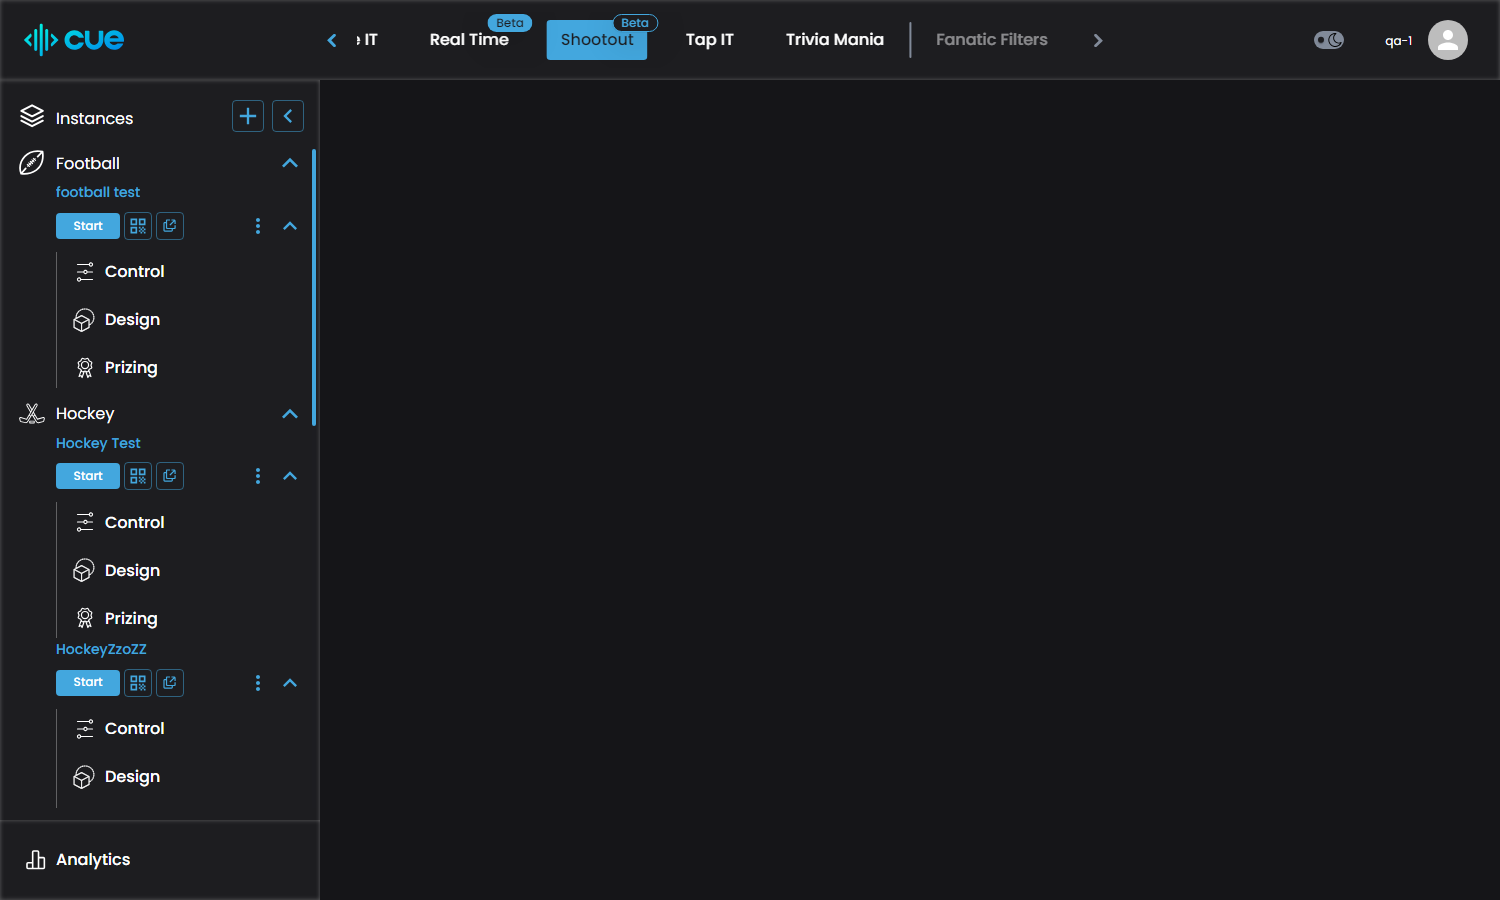 cue
IT
Real Time
Beta
Shootout
Beta
Tap IT
Trivia Mania
Fanatic Filters
qa-1
Instances
Football
football test
Start
Control
Design
Prizing
Hockey
Hockey Test
Start
Control
Design
Prizing
HockeyZzoZZ
Start
Control
Design
Analytics